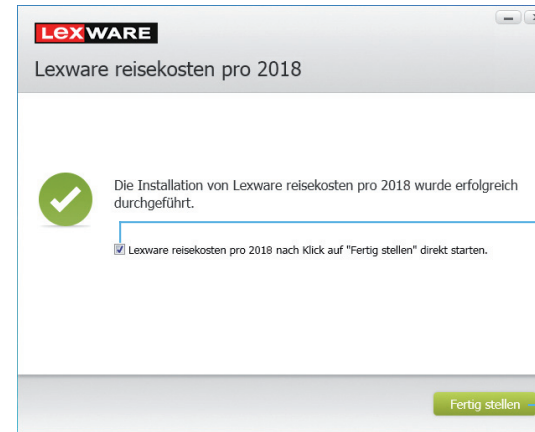 LEXWARE
Lexware reisekosten pro 2018
Die Installation von Lexware reisekosten pro 2018 wurde erfolgreich
durchgeführt.
Lexware reisekosten pro 2018 nach Klick auf "Fertig stellen" direkt starten.
Fertig stellen